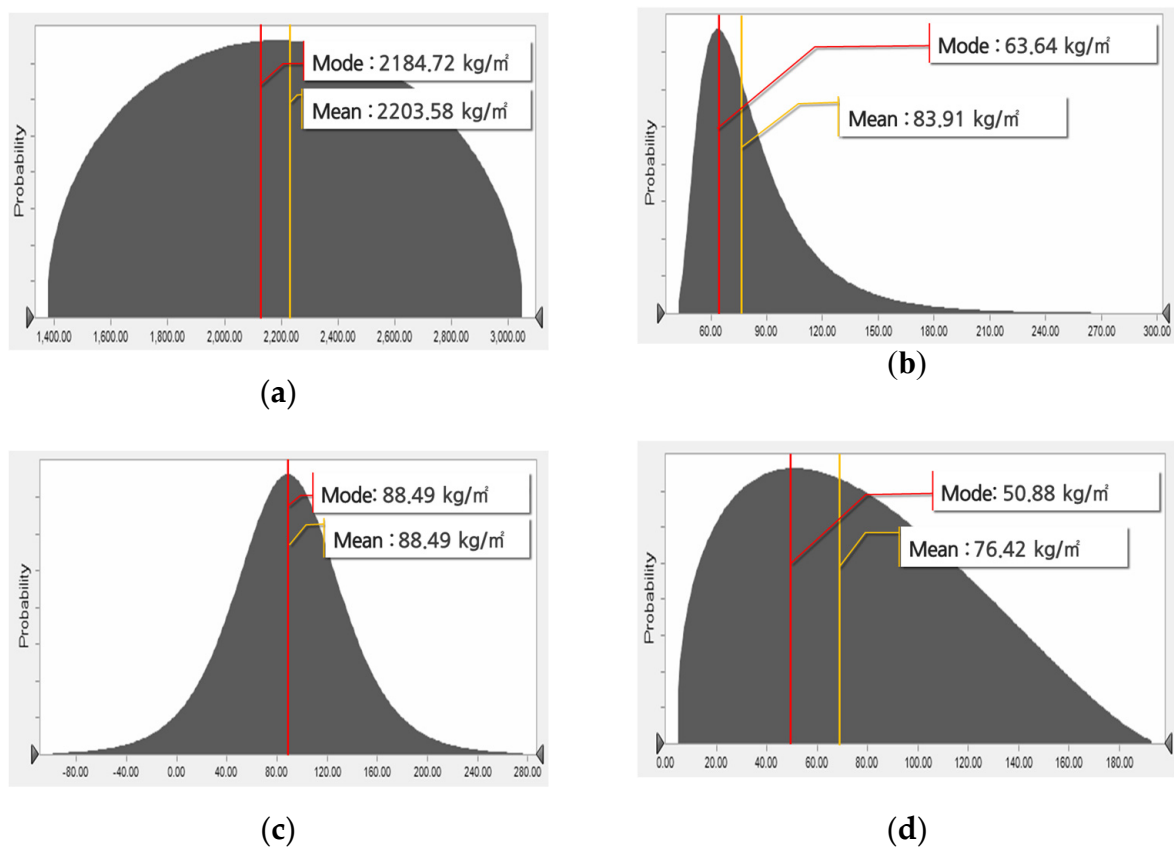 Probability
Mode : 2184.72 kg/㎡
Mean : 2203.58 kg/㎡
1,400.00 1,600.00 1,800.00 2,000.00 2,200.00 2,400.00 2,600.00 2,800.00 3,000.00
(a)
Probability
Mode : 63.64 kg/㎡
Mean : 83.91 kg/㎡
60.00 90.00 120.00 150.00 180.00 210.00 240.00 270.00 300.00
(b)
Probability
Mode: 88.49 kg/㎡
Mean : 88.49 kg/㎡
-80.00 -40.00 0.00 40.00 80.00 120.00 160.00 200.00 240.00 280.00
(c)
Probability
Mode: 50.88 kg/㎡
Mean : 76.42 kg/㎡
0.00 20.00 40.00 60.00 80.00 100.00 120.00 140.00 160.00 180.00
(d)